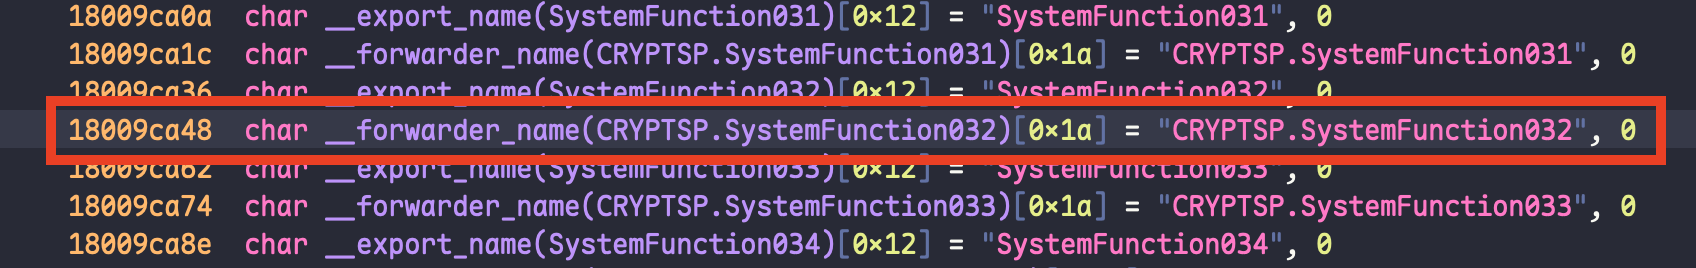 18009ca0a char __export_name(SystemFunction031)[0x12] = "SystemFunction031", 0
18009ca1c char __forwarder_name(CRYPTSP.SystemFunction031)[0x1a] = "CRYPTSP.SystemFunction031", 0
18009ca36 char __export_name(SystemFunction032)[0x12] = "SystemFunction032", 0
18009ca48 char __forwarder_name(CRYPTSP.SystemFunction032)[0x1a] = "CRYPTSP.SystemFunction032", 0
18009ca62 char __export_name(SystemFunction033)[0x12] = "SystemFunction033", 0
18009ca74 char __forwarder_name(CRYPTSP.SystemFunction033)[0x1a] = "CRYPTSP.SystemFunction033", 0
18009ca8e char __export_name(SystemFunction034)[0x12] = "SystemFunction034", 0